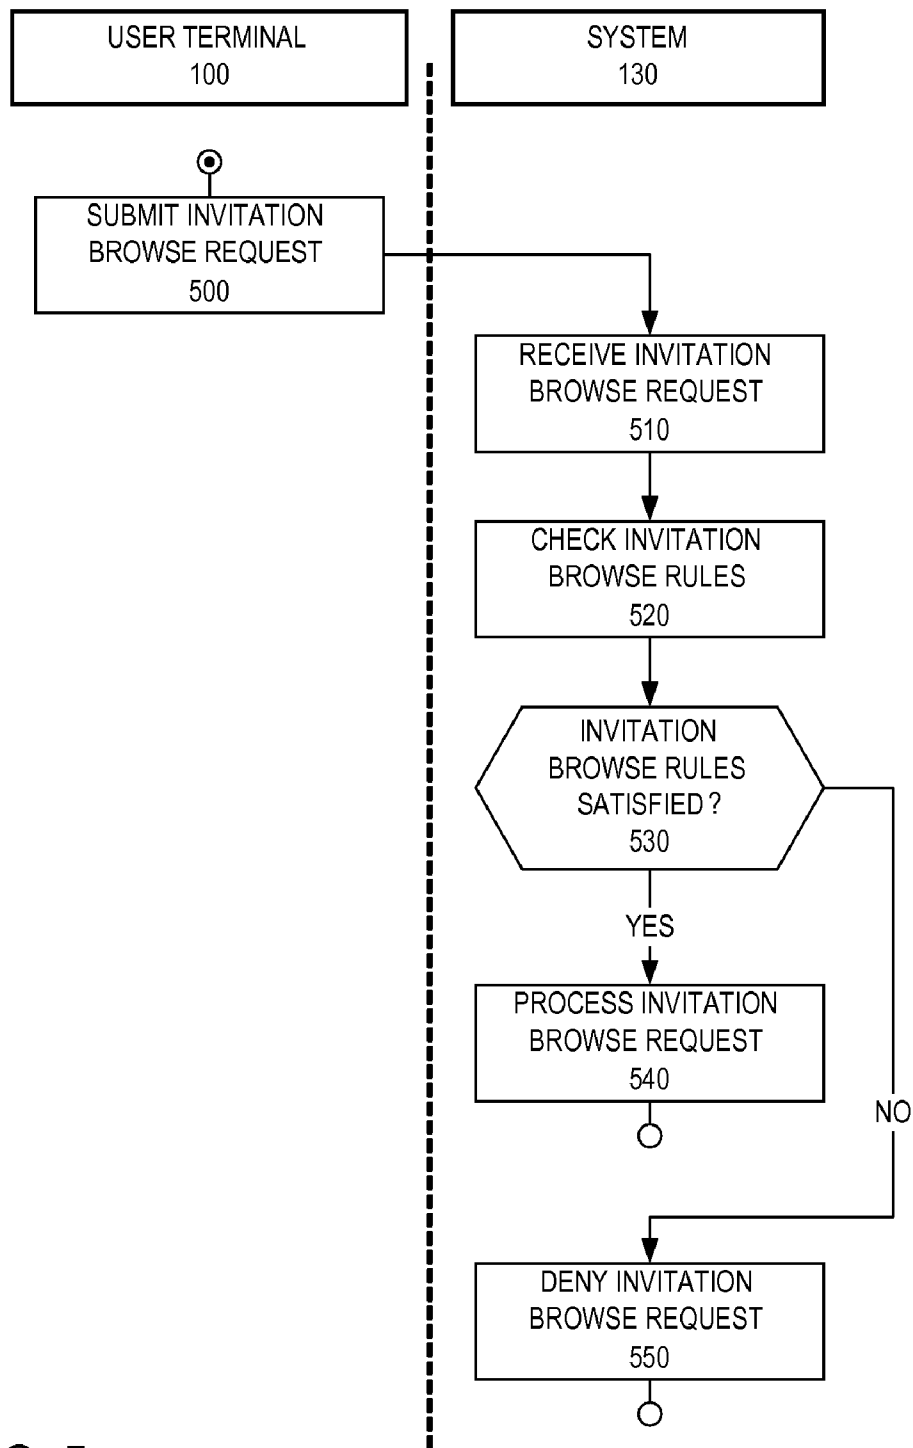 USER TERMINAL
100
SYSTEM
130
SUBMIT INVITATION
BROWSE REQUEST
500
RECEIVE INVITATION
BROWSE REQUEST
510
CHECK INVITATION
BROWSE RULES
520
INVITATION
BROWSE RULES
SATISFIED?
530
YES
PROCESS INVITATION
BROWSE REQUEST
540
NO
DENY INVITATION
BROWSE REQUEST
550